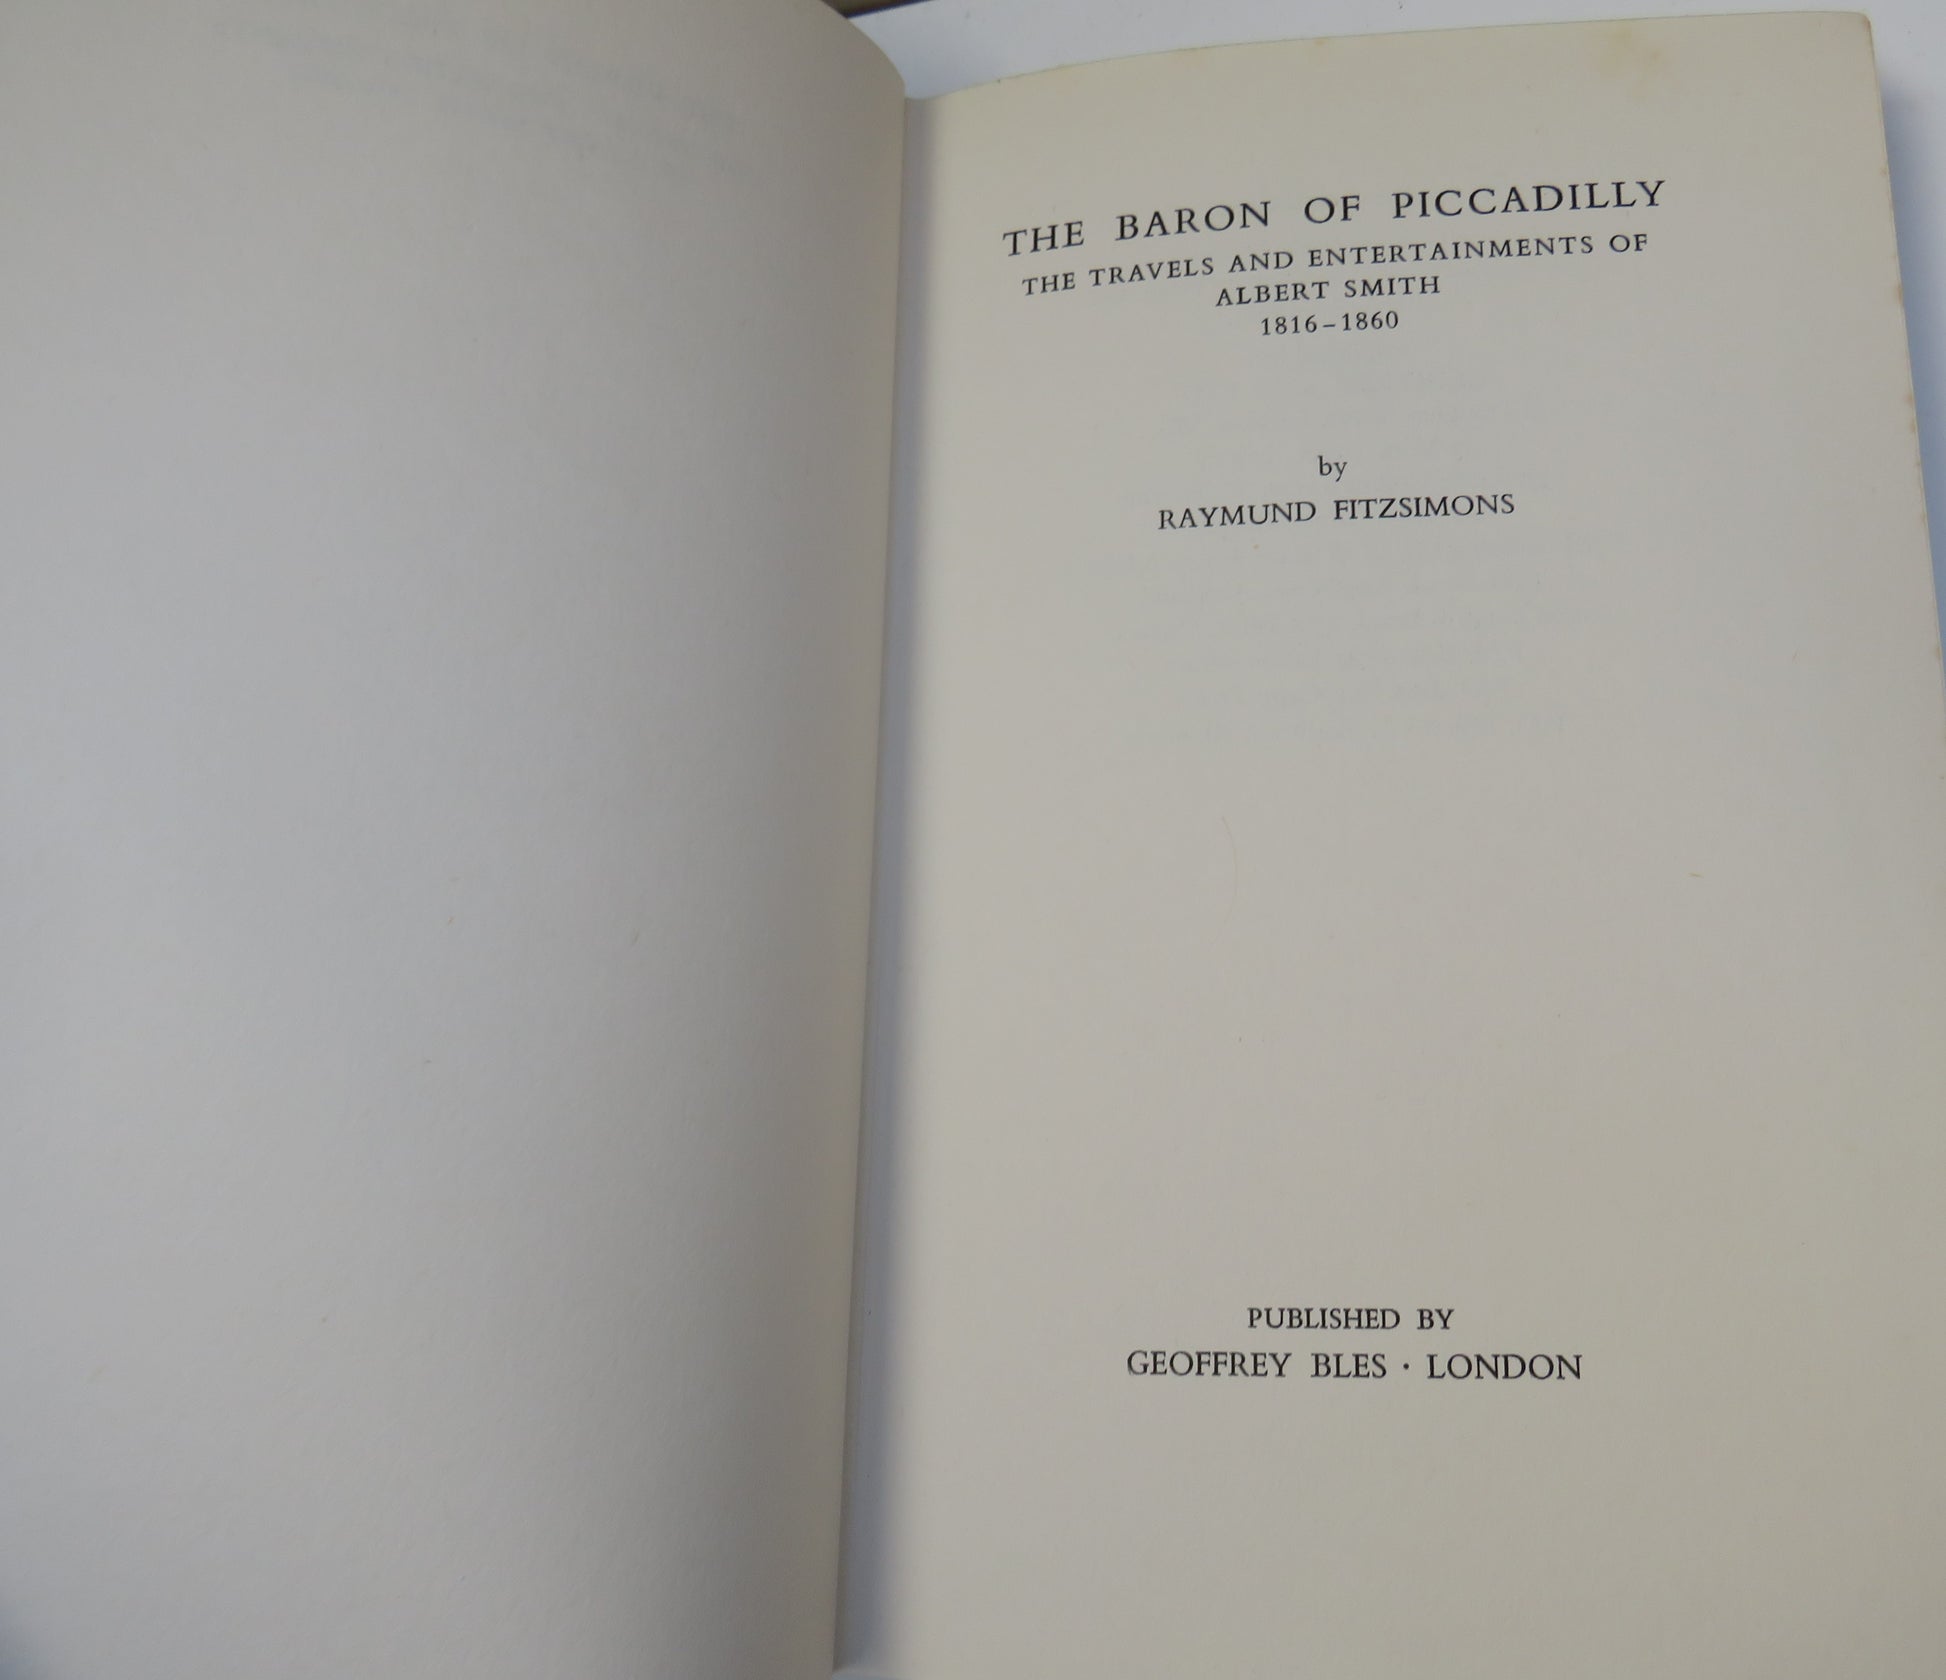 THE BARON OF PICCADILLY
THE TRAVELS AND ENTERTAINMENTS OF
ALBERT SMITH
1816–1860
by
RAYMUND FITZSIMONS
PUBLISHED BY
GEOFFREY BLES · LONDON